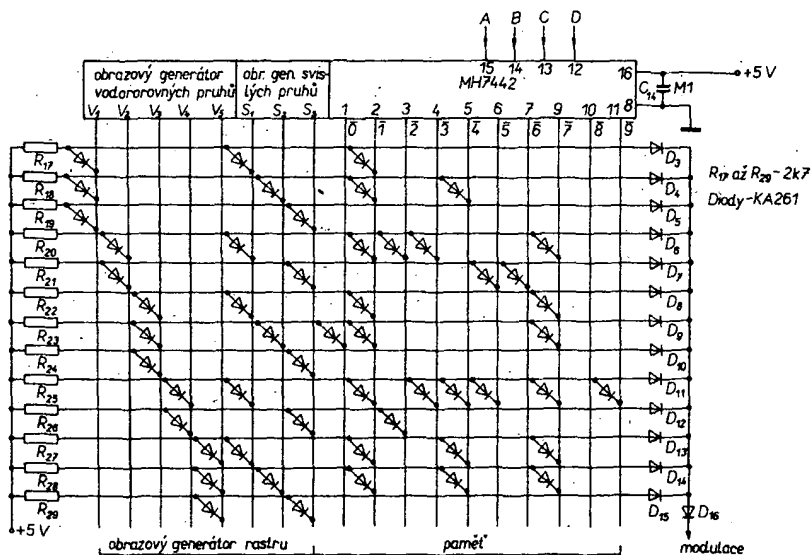 A B C D
15 14 13 12
MH7442
16
8
+5 V
C14 M1
obrazový generátor
vodorovných pruhů
obr. gen. svis-
lých pruhů
V1 V2 V3 V4 V5 S1 S2 S3 1 2 3 4 5 6 7 9 10 11
0 1 2 3 4 5 6 7 8 9
R17
R18
R19
R20
R21
R22
R23
R24
R25
R26
R27
R28
R29
+5 V
D3
D4
D5
D6
D7
D8
D9
D10
D11
D12
D13
D14
D15 D16
R17 až R29 - 2k7
Diody - KA261
obrazový generátor rastru
paměť
modulace